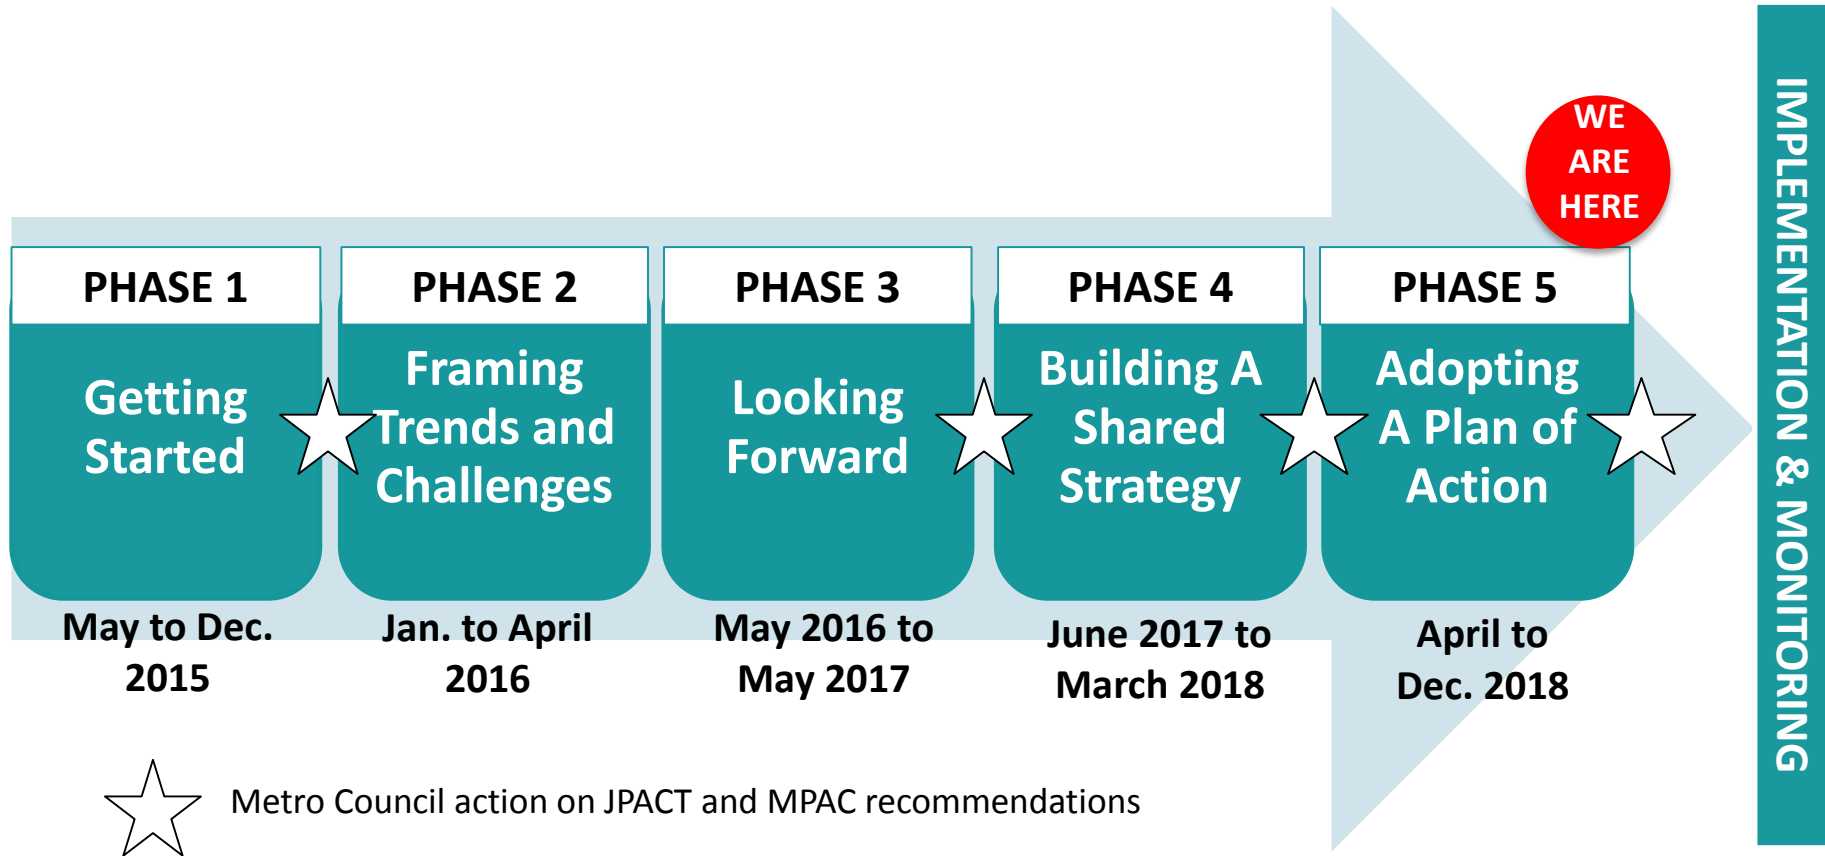 WE
ARE
HERE
PHASE 1
Getting
Started
May to Dec.
2015
PHASE 2
Framing
Trends and
Challenges
Jan. to April
2016
PHASE 3
Looking
Forward
May 2016 to
May 2017
PHASE 4
Building A
Shared
Strategy
June 2017 to
March 2018
PHASE 5
Adopting
A Plan of
Action
April to
Dec. 2018
IMPLEMENTATION & MONITORING
Metro Council action on JPACT and MPAC recommendations